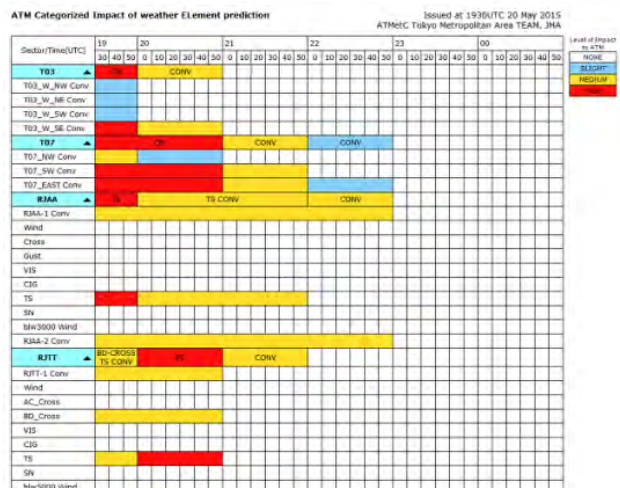 ATM Categorized Impact of weather ELement prediction
Issued at 1930UTC 20 May 2015
ATMetC Tokyo Metropolitan Area TEAM, JMA
Level of Impact to ATM
NONE
SLIGHT
MEDIUM
Sector/Time[UTC] 19 20 21 22 23 00
30 40 50 0 10 20 30 40 50 0 10 20 30 40 50 0 10 20 30 40 50 0 10 20 30 40 50 0 10 20 30 40 50
T03 ▲ CB CONV
T03_W_NW Conv
T03_W_NE Conv
T03_W_SW Conv
T03_W_SE Conv
T07 ▲ CB CONV CONV
T07_NW Conv
T07_SW Conv
T07_EAST Conv
RJAA ▲ TS TS CONV CONV
RJAA-1 Conv
Wind
Cross
Gust
VIS
CIG
TS
SN
blw3000 Wind
RJAA-2 Conv
RJTT ▲ BD-CROSS TS CONV TS CONV
RJTT-1 Conv
Wind
AC_Cross
BD_Cross
VIS
CIG
TS
SN
blw5000 Wind